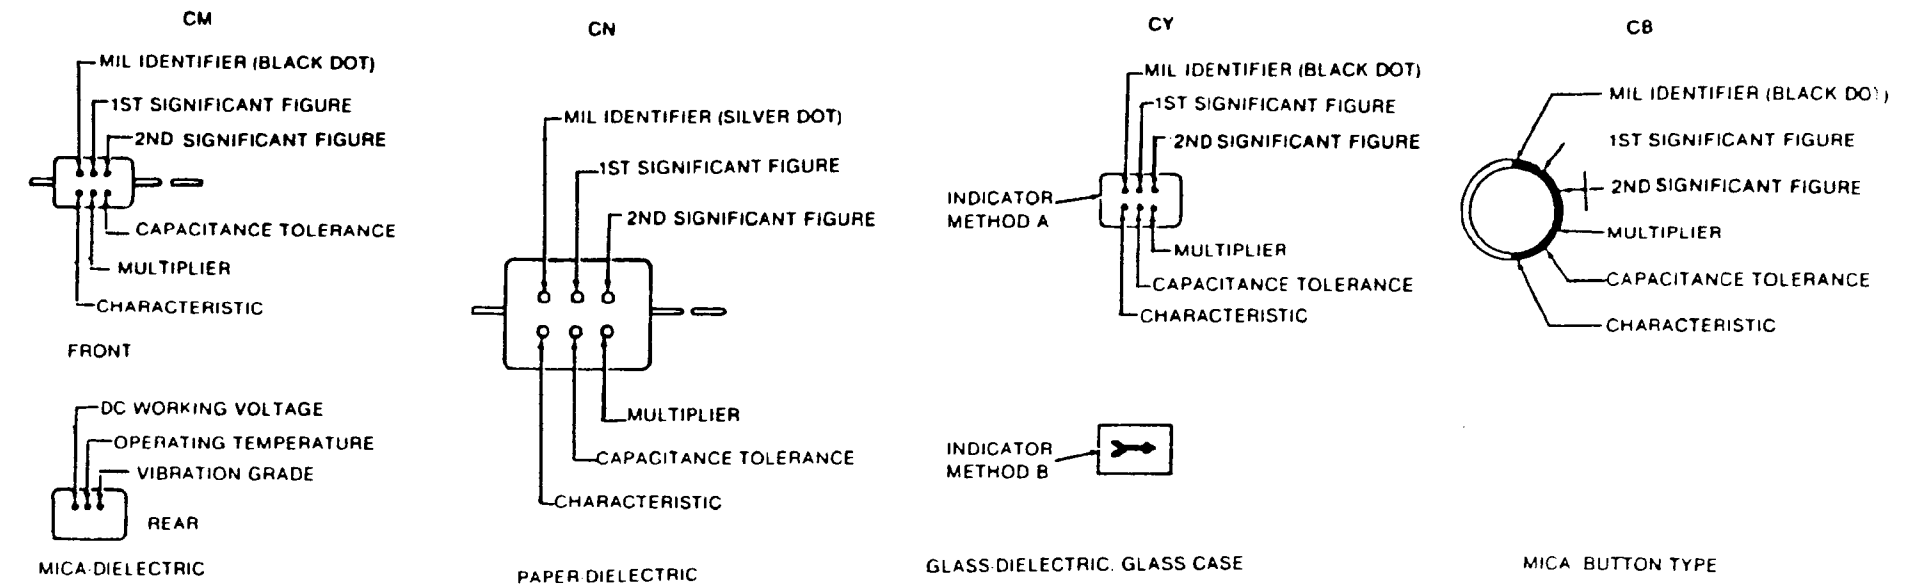 CM
MIL IDENTIFIER (BLACK DOT)
1ST SIGNIFICANT FIGURE
2ND SIGNIFICANT FIGURE
CAPACITANCE TOLERANCE
MULTIPLIER
CHARACTERISTIC
FRONT
DC WORKING VOLTAGE
OPERATING TEMPERATURE
VIBRATION GRADE
REAR
MICA-DIELECTRIC
CN
MIL IDENTIFIER (SILVER DOT)
1ST SIGNIFICANT FIGURE
2ND SIGNIFICANT FIGURE
MULTIPLIER
CAPACITANCE TOLERANCE
CHARACTERISTIC
PAPER-DIELECTRIC
CY
MIL IDENTIFIER (BLACK DOT)
1ST SIGNIFICANT FIGURE
2ND SIGNIFICANT FIGURE
INDICATOR
METHOD A
MULTIPLIER
CAPACITANCE TOLERANCE
CHARACTERISTIC
INDICATOR
METHOD B
GLASS-DIELECTRIC, GLASS CASE
CB
MIL IDENTIFIER (BLACK DOT)
1ST SIGNIFICANT FIGURE
2ND SIGNIFICANT FIGURE
MULTIPLIER
CAPACITANCE TOLERANCE
CHARACTERISTIC
MICA BUTTON TYPE